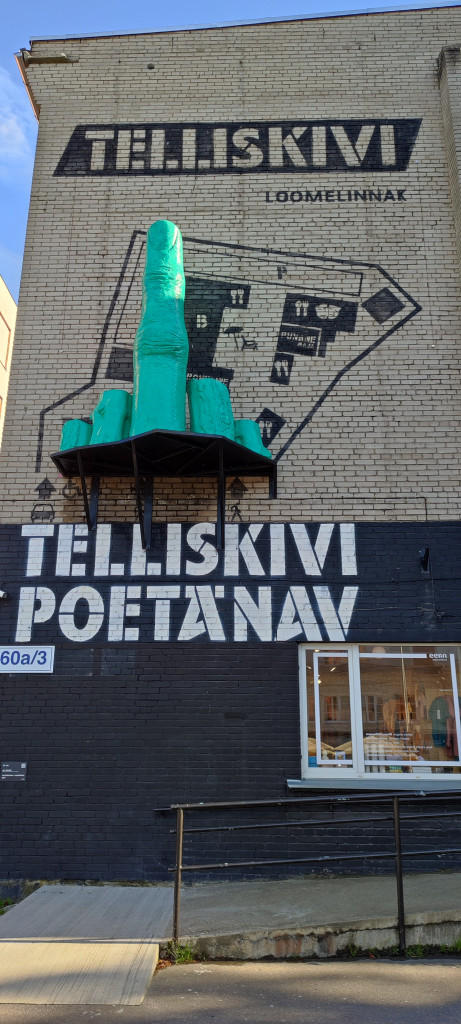 TELLISKIVI
LOOMELINNAK
P
B
TELLISKIVI
POETÄNAV
60a/3